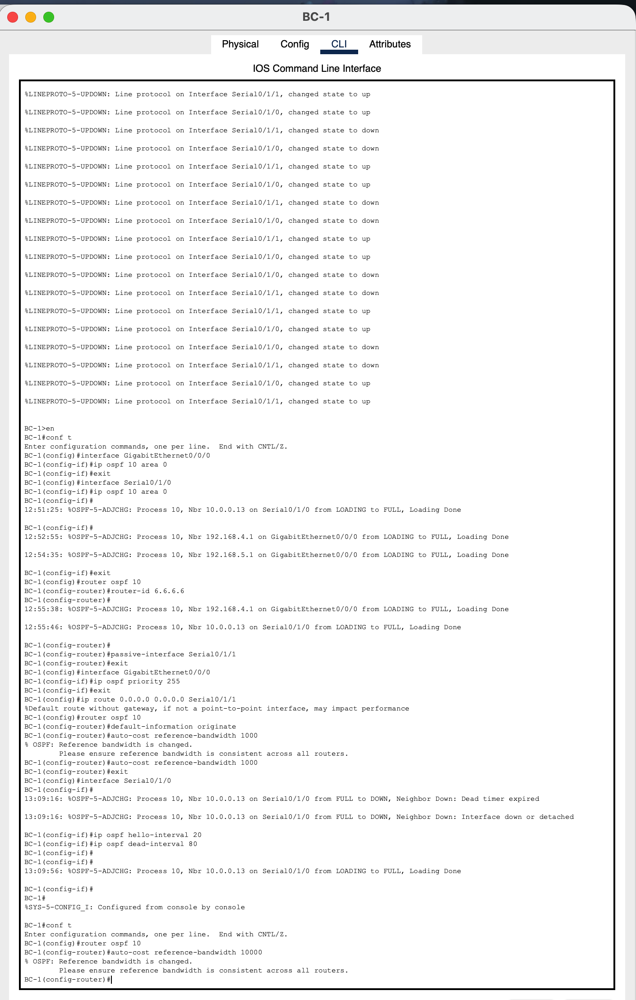 BC-1
Physical Config CLI Attributes
IOS Command Line Interface
%LINEPROTO-5-UPDOWN: Line protocol on Interface Serial0/1/1, changed state to up
%LINEPROTO-5-UPDOWN: Line protocol on Interface Serial0/1/0, changed state to up
%LINEPROTO-5-UPDOWN: Line protocol on Interface Serial0/1/1, changed state to down
%LINEPROTO-5-UPDOWN: Line protocol on Interface Serial0/1/0, changed state to down
%LINEPROTO-5-UPDOWN: Line protocol on Interface Serial0/1/1, changed state to up
%LINEPROTO-5-UPDOWN: Line protocol on Interface Serial0/1/0, changed state to up
%LINEPROTO-5-UPDOWN: Line protocol on Interface Serial0/1/1, changed state to down
%LINEPROTO-5-UPDOWN: Line protocol on Interface Serial0/1/0, changed state to down
%LINEPROTO-5-UPDOWN: Line protocol on Interface Serial0/1/1, changed state to up
%LINEPROTO-5-UPDOWN: Line protocol on Interface Serial0/1/0, changed state to up
%LINEPROTO-5-UPDOWN: Line protocol on Interface Serial0/1/0, changed state to down
%LINEPROTO-5-UPDOWN: Line protocol on Interface Serial0/1/1, changed state to down
%LINEPROTO-5-UPDOWN: Line protocol on Interface Serial0/1/1, changed state to up
%LINEPROTO-5-UPDOWN: Line protocol on Interface Serial0/1/0, changed state to up
%LINEPROTO-5-UPDOWN: Line protocol on Interface Serial0/1/0, changed state to down
%LINEPROTO-5-UPDOWN: Line protocol on Interface Serial0/1/1, changed state to down
%LINEPROTO-5-UPDOWN: Line protocol on Interface Serial0/1/0, changed state to up
%LINEPROTO-5-UPDOWN: Line protocol on Interface Serial0/1/1, changed state to up
BC-1>en
BC-1#conf t
Enter configuration commands, one per line.  End with CNTL/Z.
BC-1(config)#interface GigabitEthernet0/0/0
BC-1(config-if)#ip ospf 10 area 0
BC-1(config-if)#exit
BC-1(config)#interface Serial0/1/0
BC-1(config-if)#ip ospf 10 area 0
BC-1(config-if)#
12:51:25: %OSPF-5-ADJCHG: Process 10, Nbr 10.0.0.13 on Serial0/1/0 from LOADING to FULL, Loading Done
BC-1(config-if)#
12:52:55: %OSPF-5-ADJCHG: Process 10, Nbr 192.168.4.1 on GigabitEthernet0/0/0 from LOADING to FULL, Loading Done
12:54:35: %OSPF-5-ADJCHG: Process 10, Nbr 192.168.5.1 on GigabitEthernet0/0/0 from LOADING to FULL, Loading Done
BC-1(config-if)#exit
BC-1(config)#router ospf 10
BC-1(config-router)#router-id 6.6.6.6
BC-1(config-router)#
12:55:38: %OSPF-5-ADJCHG: Process 10, Nbr 192.168.4.1 on GigabitEthernet0/0/0 from LOADING to FULL, Loading Done
12:55:46: %OSPF-5-ADJCHG: Process 10, Nbr 10.0.0.13 on Serial0/1/0 from LOADING to FULL, Loading Done
BC-1(config-router)#
BC-1(config-router)#passive-interface Serial0/1/1
BC-1(config-router)#exit
BC-1(config)#interface GigabitEthernet0/0/0
BC-1(config-if)#ip ospf priority 255
BC-1(config-if)#exit
BC-1(config)#ip route 0.0.0.0 0.0.0.0 Serial0/1/1
%Default route without gateway, if not a point-to-point interface, may impact performance
BC-1(config)#router ospf 10
BC-1(config-router)#default-information originate
BC-1(config-router)#auto-cost reference-bandwidth 1000
% OSPF: Reference bandwidth is changed.
Please ensure reference bandwidth is consistent across all routers.
BC-1(config-router)#auto-cost reference-bandwidth 1000
BC-1(config-router)#exit
BC-1(config)#interface Serial0/1/0
BC-1(config-if)#
13:09:16: %OSPF-5-ADJCHG: Process 10, Nbr 10.0.0.13 on Serial0/1/0 from FULL to DOWN, Neighbor Down: Dead timer expired
13:09:16: %OSPF-5-ADJCHG: Process 10, Nbr 10.0.0.13 on Serial0/1/0 from FULL to DOWN, Neighbor Down: Interface down or detached
BC-1(config-if)#ip ospf hello-interval 20
BC-1(config-if)#ip ospf dead-interval 80
BC-1(config-if)#
BC-1(config-if)#
13:09:56: %OSPF-5-ADJCHG: Process 10, Nbr 10.0.0.13 on Serial0/1/0 from LOADING to FULL, Loading Done
BC-1(config-if)#
BC-1#
%SYS-5-CONFIG_I: Configured from console by console
BC-1#conf t
Enter configuration commands, one per line.  End with CNTL/Z.
BC-1(config)#router ospf 10
BC-1(config-router)#auto-cost reference-bandwidth 10000
% OSPF: Reference bandwidth is changed.
Please ensure reference bandwidth is consistent across all routers.
BC-1(config-router)#